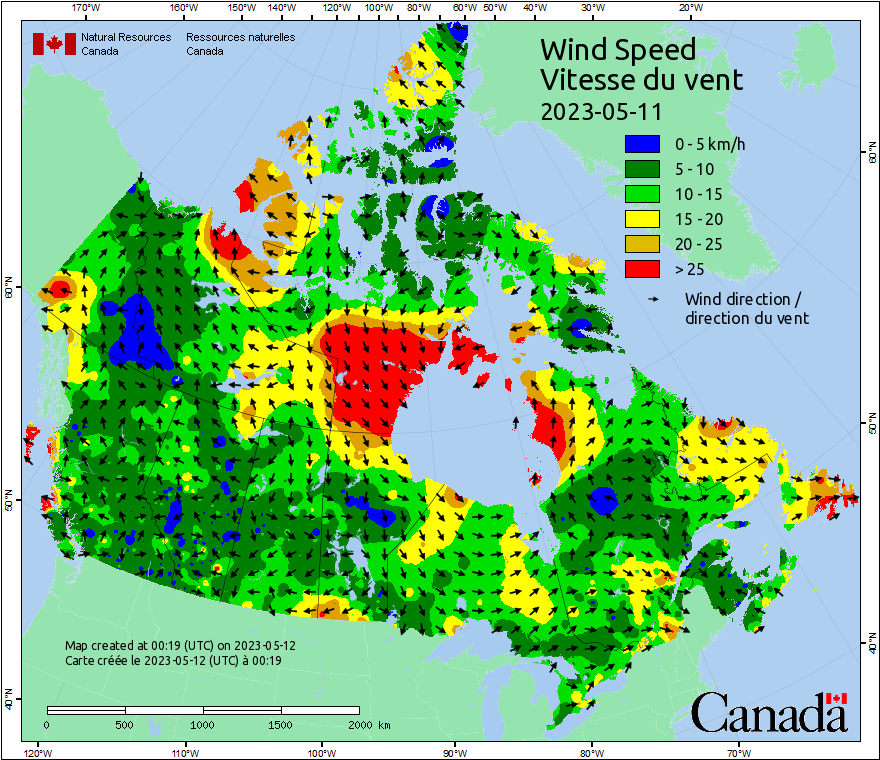 170°W 160°W 150°W 140°W 120°W 100°W 80°W 60°W 50°W 40°W 30°W 20°W
Natural Resources Canada
Ressources naturelles Canada
Wind Speed
Vitesse du vent
2023-05-11
0 - 5 km/h
5 - 10
10 - 15
15 - 20
20 - 25
> 25
Wind direction /
direction du vent
60°N
60°N
50°N
50°N
40°N
40°N
Map created at 00:19 (UTC) on 2023-05-12
Carte créée le 2023-05-12 (UTC) à 00:19
0 500 1000 1500 2000 km
Canada
120°W 110°W 100°W 90°W 80°W 70°W